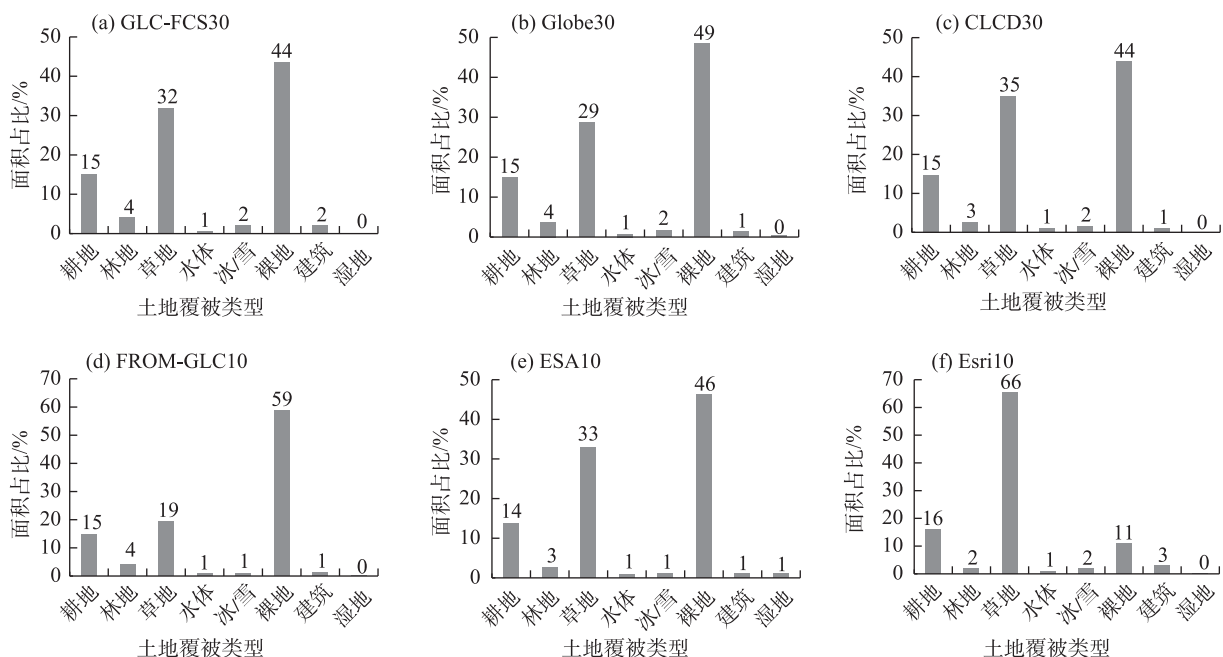 (a) GLC-FCS30
面积占比/%
50
40
30
20
10
0
15
4
32
1
2
44
2
0
耕地
林地
草地
水体
冰/雪
裸地
建筑
湿地
土地覆被类型
(b) Globe30
面积占比/%
50
40
30
20
10
0
15
4
29
1
2
49
1
0
耕地
林地
草地
水体
冰/雪
裸地
建筑
湿地
土地覆被类型
(c) CLCD30
面积占比/%
50
40
30
20
10
0
15
3
35
1
2
44
1
0
耕地
林地
草地
水体
冰/雪
裸地
建筑
湿地
土地覆被类型
(d) FROM-GLC10
面积占比/%
70
60
50
40
30
20
10
0
15
4
19
1
1
59
1
0
耕地
林地
草地
水体
冰/雪
裸地
建筑
湿地
土地覆被类型
(e) ESA10
面积占比/%
50
40
30
20
10
0
14
3
33
1
1
46
1
1
耕地
林地
草地
水体
冰/雪
裸地
建筑
湿地
土地覆被类型
(f) Esri10
面积占比/%
70
60
50
40
30
20
10
0
16
2
66
1
2
11
3
0
耕地
林地
草地
水体
冰/雪
裸地
建筑
湿地
土地覆被类型